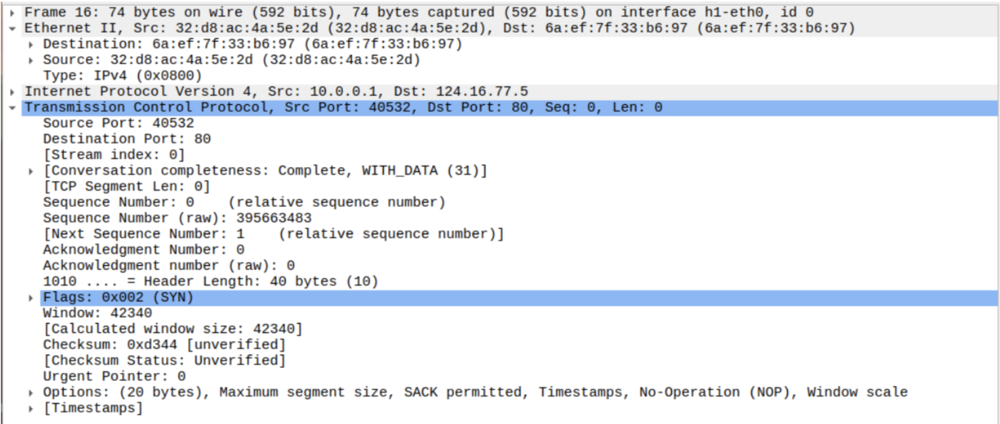 Frame 16: 74 bytes on wire (592 bits), 74 bytes captured (592 bits) on interface h1-eth0, id 0
Ethernet II, Src: 32:d8:ac:4a:5e:2d (32:d8:ac:4a:5e:2d), Dst: 6a:ef:7f:33:b6:97 (6a:ef:7f:33:b6:97)
Destination: 6a:ef:7f:33:b6:97 (6a:ef:7f:33:b6:97)
Source: 32:d8:ac:4a:5e:2d (32:d8:ac:4a:5e:2d)
Type: IPv4 (0x0800)
Internet Protocol Version 4, Src: 10.0.0.1, Dst: 124.16.77.5
Transmission Control Protocol, Src Port: 40532, Dst Port: 80, Seq: 0, Len: 0
Source Port: 40532
Destination Port: 80
[Stream index: 0]
[Conversation completeness: Complete, WITH_DATA (31)]
[TCP Segment Len: 0]
Sequence Number: 0    (relative sequence number)
Sequence Number (raw): 395663483
[Next Sequence Number: 1    (relative sequence number)]
Acknowledgment Number: 0
Acknowledgment number (raw): 0
1010 .... = Header Length: 40 bytes (10)
Flags: 0x002 (SYN)
Window: 42340
[Calculated window size: 42340]
Checksum: 0xd344 [unverified]
[Checksum Status: Unverified]
Urgent Pointer: 0
Options: (20 bytes), Maximum segment size, SACK permitted, Timestamps, No-Operation (NOP), Window scale
[Timestamps]